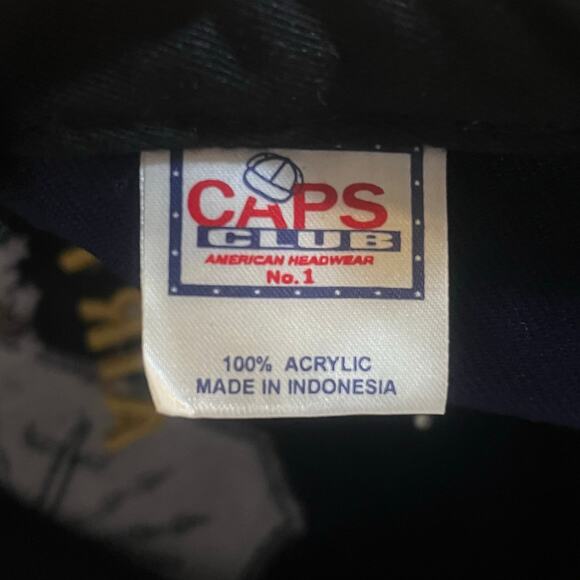 CAPS
CLUB
AMERICAN HEADWEAR
No.1
100% ACRYLIC
MADE IN INDONESIA